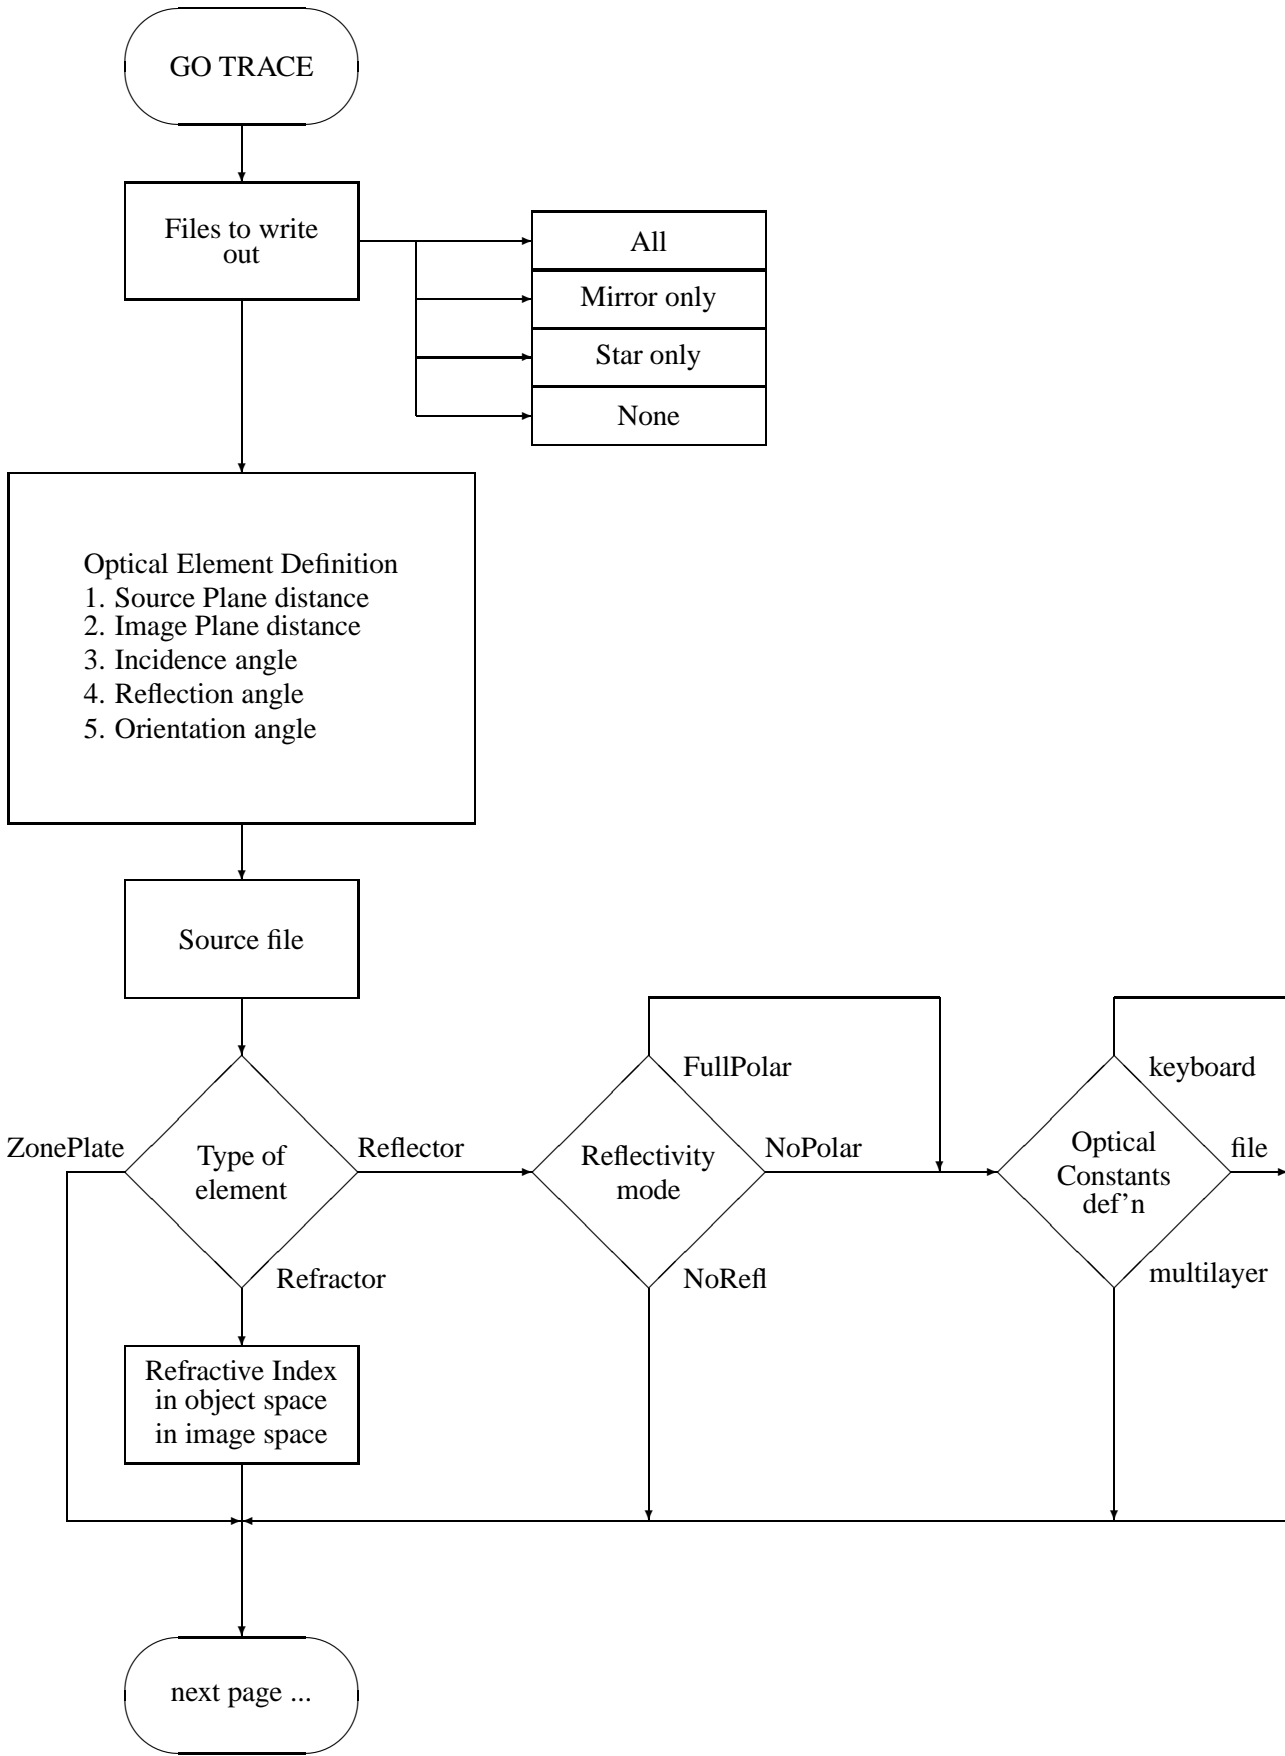 GO TRACE
Files to write
out
All
Mirror only
Star only
None
Optical Element Definition
1. Source Plane distance
2. Image Plane distance
3. Incidence angle
4. Reflection angle
5. Orientation angle
Source file
ZonePlate
Type of
element
Reflector
Refractor
FullPolar
Reflectivity
mode
NoPolar
NoRefl
keyboard
Optical
Constants
def'n
file
multilayer
Refractive Index
in object space
in image space
next page ...